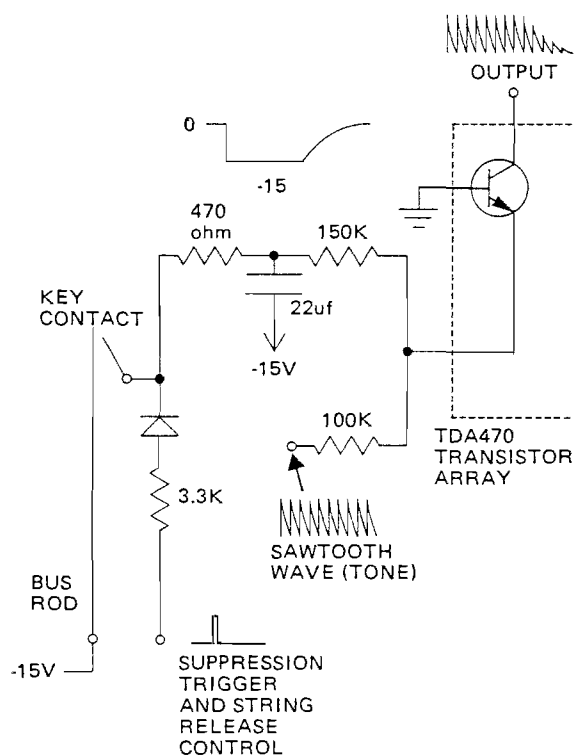 OUTPUT
0
-15
470
ohm
150K
KEY
CONTACT
22uf
-15V
100K
TDA470
TRANSISTOR
ARRAY
3.3K
SAWTOOTH
WAVE (TONE)
BUS
ROD
-15V
SUPPRESSION
TRIGGER
AND STRING
RELEASE
CONTROL